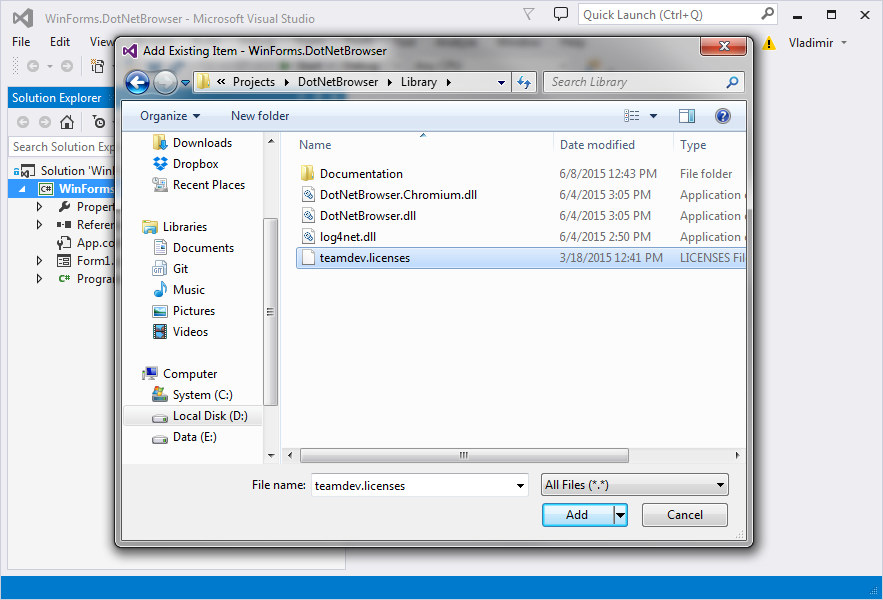 WinForms.DotNetBrowser - Microsoft Visual Studio
Quick Launch (Ctrl+Q)
File Edit View
Vladimir
Add Existing Item - WinForms.DotNetBrowser
« Projects DotNetBrowser Library
Search Library
Organize New folder
Solution Explorer
Search Solution Exp
Solution 'Win
WinForms
Propert
Referen
App.co
Form1.
C# Progra
Downloads
Dropbox
Recent Places
Libraries
Documents
Git
Music
Pictures
Videos
Computer
System (C:)
Local Disk (D:)
Data (E:)
Name Date modified Type
Documentation 6/8/2015 12:43 PM File folder
DotNetBrowser.Chromium.dll 6/4/2015 3:05 PM Application
DotNetBrowser.dll 6/4/2015 3:05 PM Application
log4net.dll 6/4/2015 2:50 PM Application
teamdev.licenses 3/18/2015 12:41 PM LICENSES Fil
File name: teamdev.licenses All Files (*.*)
Add Cancel